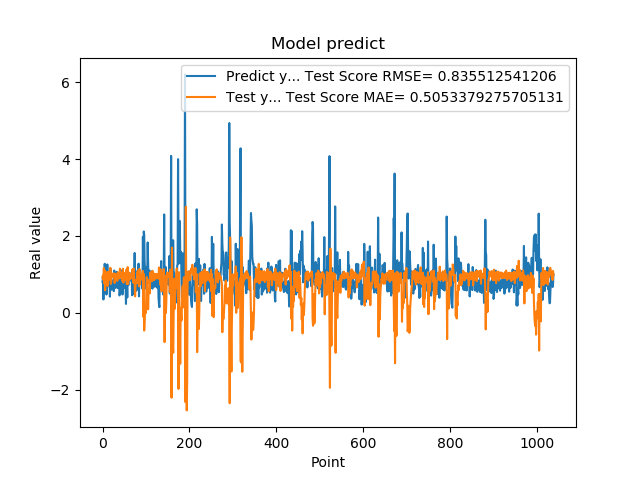 Model predict
Predict y... Test Score RMSE= 0.835512541206
Test y... Test Score MAE= 0.5053379275705131
Real value
6
4
2
0
−2
0 200 400 600 800 1000
Point